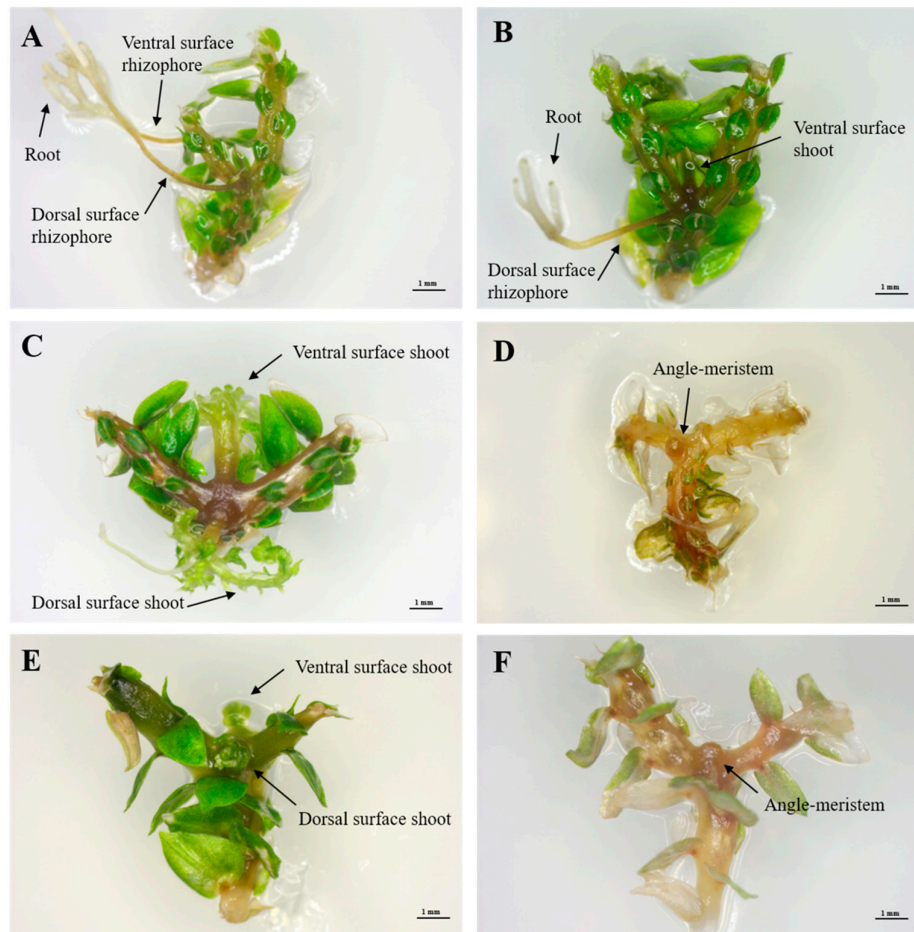 A
Ventral surface
rhizophore
Root
Dorsal surface
rhizophore
1 mm
B
Root
Ventral surface
shoot
Dorsal surface
rhizophore
1 mm
C
Ventral surface shoot
Dorsal surface shoot
1 mm
D
Angle-meristem
1 mm
E
Ventral surface shoot
Dorsal surface shoot
1 mm
F
Angle-meristem
1 mm